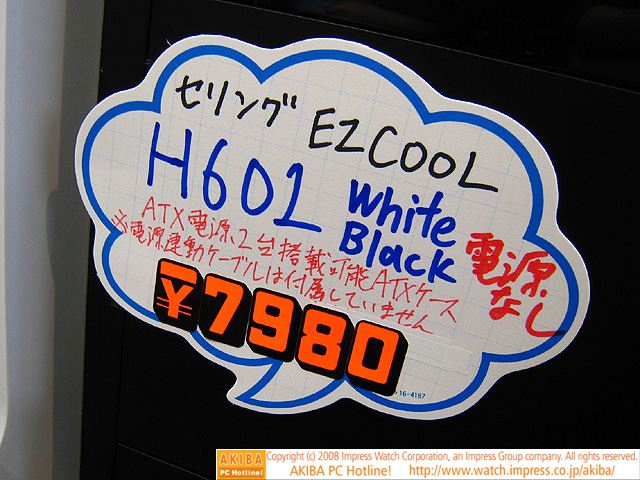 セリング EZCOOL
H601 White
Black
ATX電源2台搭載可能ATXケース
※電源連動ケーブルは付属していません
電源
なし
¥7980
16-4187
AKIBA
PC Hotline!
Copyright (c) 2008 Impress Watch Corporation, an Impress Group company. All rights reserved.
AKIBA PC Hotline! http://www.watch.impress.co.jp/akiba/